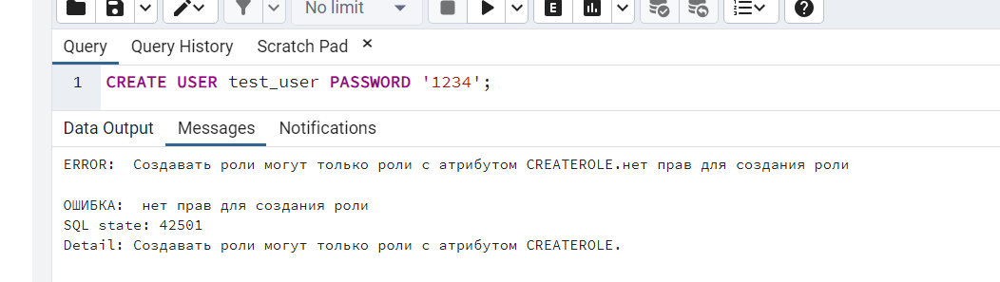 No limit
E
Query Query History Scratch Pad ×
1 CREATE USER test_user PASSWORD '1234';
Data Output Messages Notifications
ERROR:  Создавать роли могут только роли с атрибутом CREATEROLE.нет прав для создания роли
ОШИБКА:  нет прав для создания роли
SQL state: 42501
Detail: Создавать роли могут только роли с атрибутом CREATEROLE.